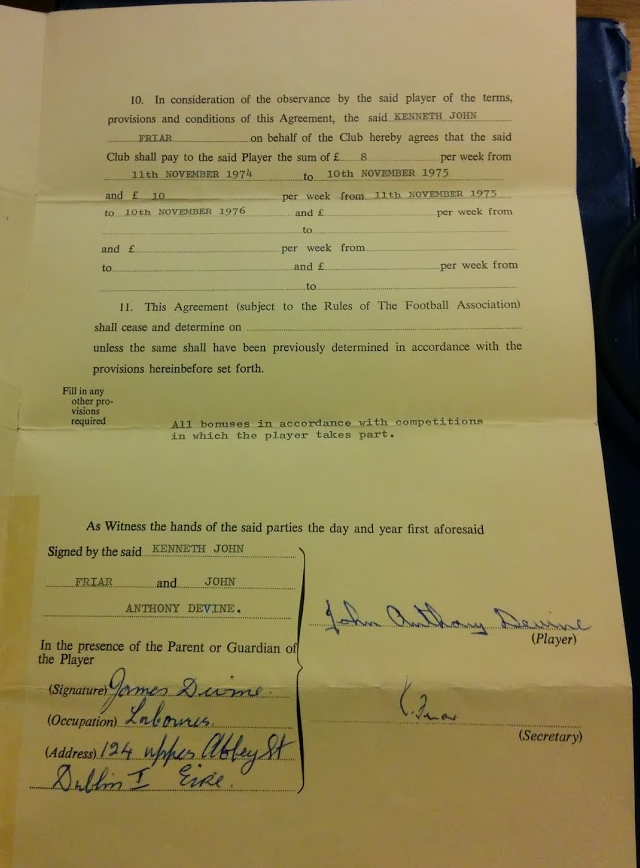 10. In consideration of the observance by the said player of the terms,
provisions and conditions of this Agreement, the said KENNETH JOHN
FRIAR on behalf of the Club hereby agrees that the said
Club shall pay to the said Player the sum of £ 8 per week from
11th NOVEMBER 1974 to 10th NOVEMBER 1975
and £ 10 per week from 11th NOVEMBER 1975
to 10th NOVEMBER 1976 and £ per week from
to
and £ per week from
to and £ per week from
to
11. This Agreement (subject to the Rules of The Football Association)
shall cease and determine on
unless the same shall have been previously determined in accordance with the
provisions hereinbefore set forth.
Fill in any
other pro-
visions
required
All bonuses in accordance with competitions
in which the player takes part.
As Witness the hands of the said parties the day and year first aforesaid
Signed by the said KENNETH JOHN
FRIAR and JOHN
ANTHONY DEVINE.
John Anthony Devine
(Player)
In the presence of the Parent or Guardian of
the Player
(Signature) James Devine.
(Occupation) Labourer.
(Address) 124 upper Abbey St
Dublin I Eire.
K. Friar
(Secretary)